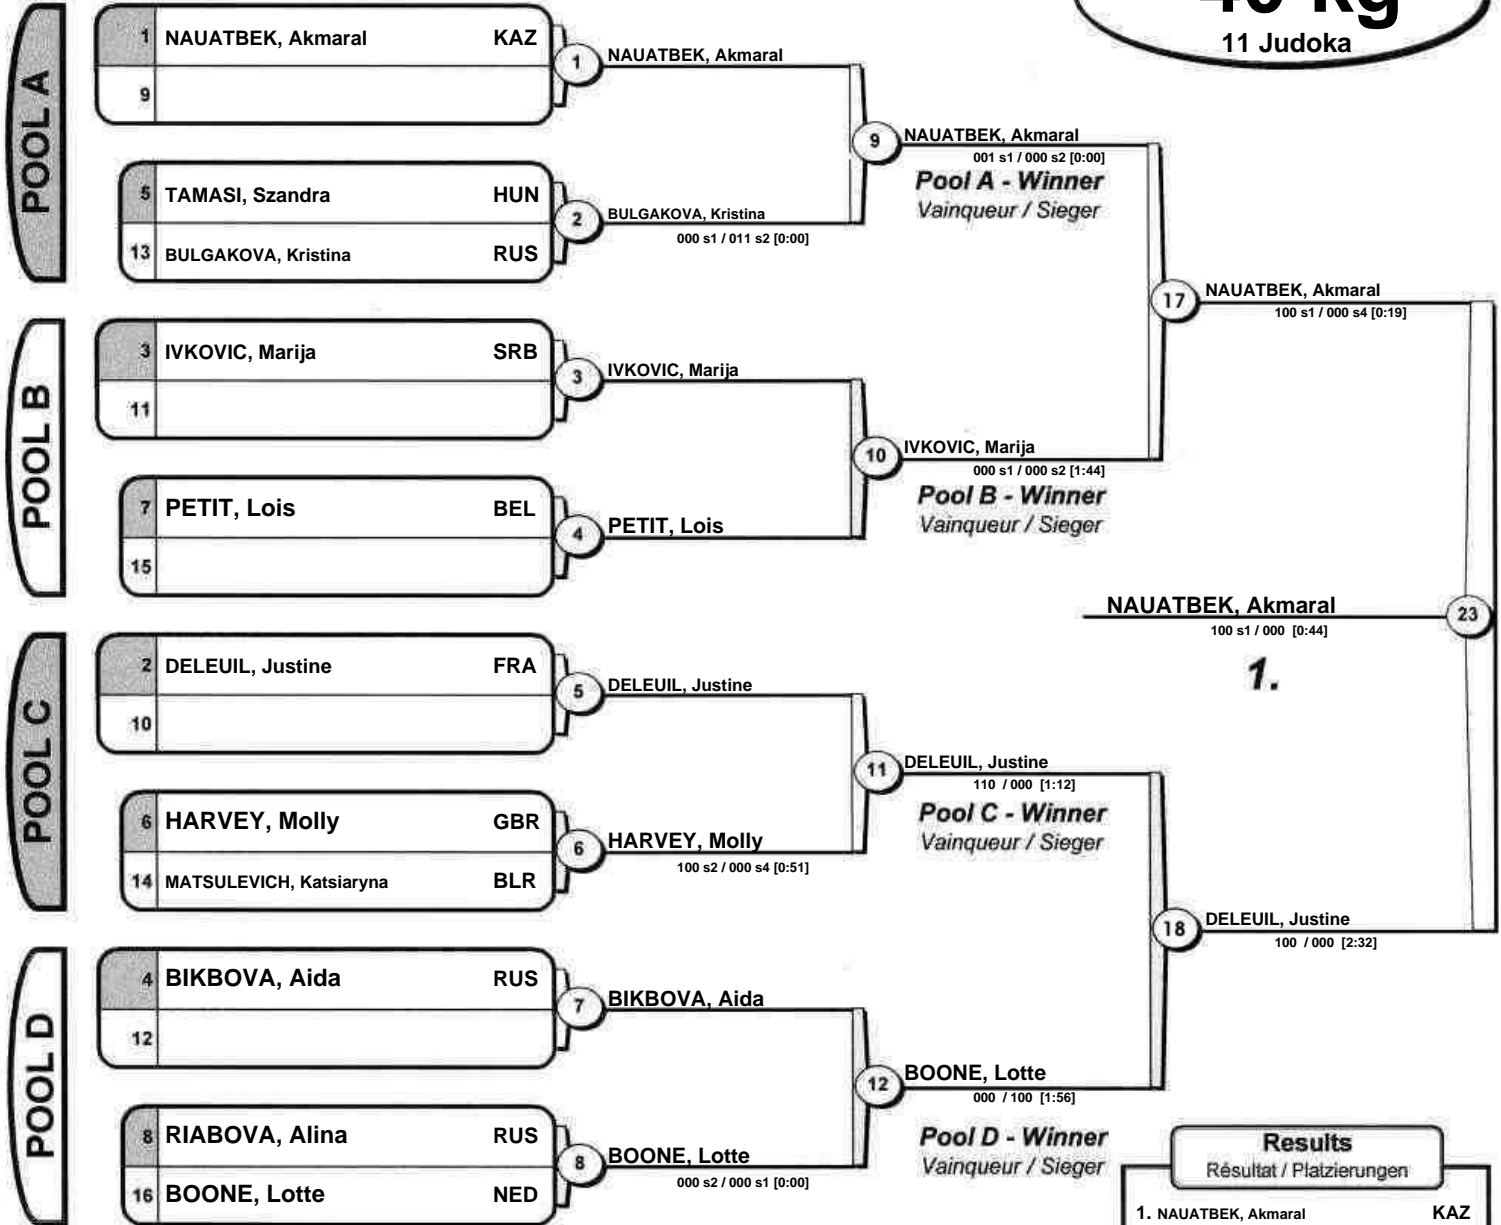 kg
11 Judoka
POOL A
1 NAUATBEK, Akmaral KAZ
9
1 NAUATBEK, Akmaral
5 TAMASI, Szandra HUN
13 BULGAKOVA, Kristina RUS
2 BULGAKOVA, Kristina
000 s1 / 011 s2 [0:00]
9 NAUATBEK, Akmaral
001 s1 / 000 s2 [0:00]
Pool A - Winner
Vainqueur / Sieger
17 NAUATBEK, Akmaral
100 s1 / 000 s4 [0:19]
POOL B
3 IVKOVIC, Marija SRB
11
3 IVKOVIC, Marija
7 PETIT, Lois BEL
15
4 PETIT, Lois
10 IVKOVIC, Marija
000 s1 / 000 s2 [1:44]
Pool B - Winner
Vainqueur / Sieger
NAUATBEK, Akmaral 23
100 s1 / 000 [0:44]
1.
POOL C
2 DELEUIL, Justine FRA
10
5 DELEUIL, Justine
6 HARVEY, Molly GBR
14 MATSULEVICH, Katsiaryna BLR
6 HARVEY, Molly
100 s2 / 000 s4 [0:51]
11 DELEUIL, Justine
110 / 000 [1:12]
Pool C - Winner
Vainqueur / Sieger
18 DELEUIL, Justine
100 / 000 [2:32]
POOL D
4 BIKBOVA, Aida RUS
12
7 BIKBOVA, Aida
8 RIABOVA, Alina RUS
16 BOONE, Lotte NED
8 BOONE, Lotte
000 s2 / 000 s1 [0:00]
12 BOONE, Lotte
000 / 100 [1:56]
Pool D - Winner
Vainqueur / Sieger
Results
Résultat / Platzierungen
1. NAUATBEK, Akmaral KAZ